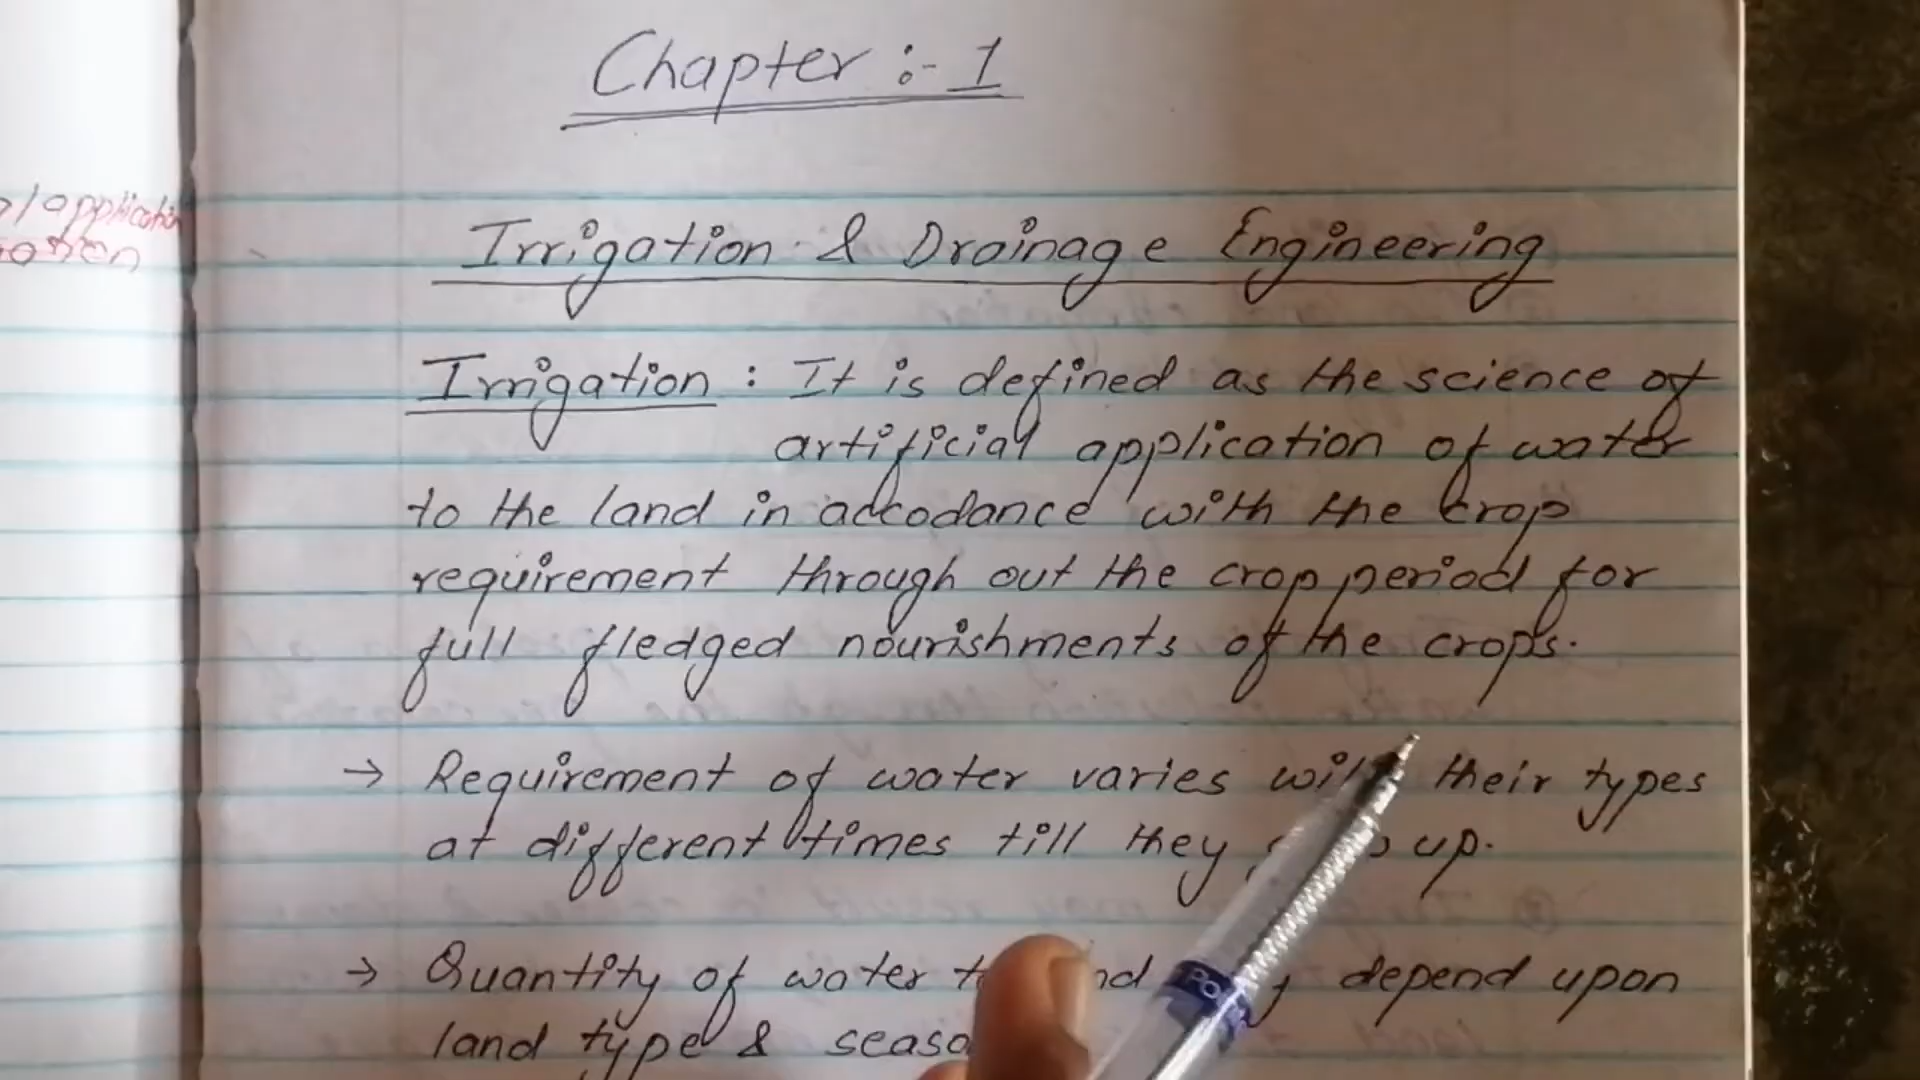 Chapter :- 1
application
Irrigation & Drainage Engineering
Irrigation : It is defined as the science of
artificial application of water
to the land in accodance with the crop
requirement through out the crop period for
full fledged nourishments of the crops.
→ Requirement of water varies with their types
at different times till they up.
→ Quantity of water depend upon
land type &